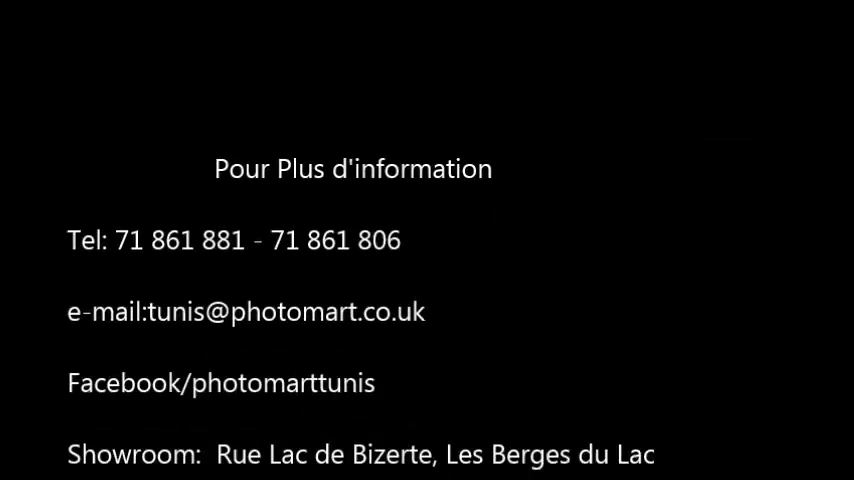 Pour Plus d'information
Tel: 71 861 881 - 71 861 806
e-mail:tunis@photomart.co.uk
Facebook/photomarttunis
Showroom:  Rue Lac de Bizerte, Les Berges du Lac